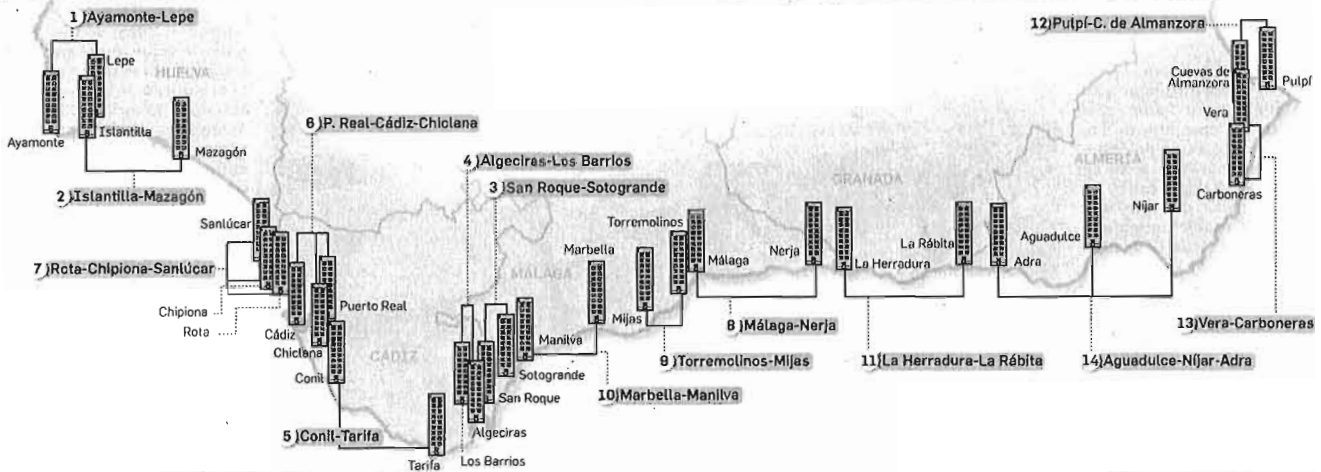 1)Ayamonte-Lepe
Lepe
HUELVA
Ayamonte
Islantilla
Mazagón
2)Islantilla-Mazagón
6)P. Real-Cádiz-Chiclana
4)Algeciras-Los Barrios
3)San Roque-Sotogrande
Sanlúcar
7)Rota-Chipiona-Sanlúcar
Chipiona
Rota
Cádiz
Puerto Real
Chiclana
Conil
CÁDIZ
5)Conil-Tarifa
Tarifa
Los Barrios
Algeciras
San Roque
Sotogrande
Manilva
MÁLAGA
Marbella
10)Marbella-Manilva
Torremolinos
Mijas
Málaga
9)Torremolinos-Mijas
8)Málaga-Nerja
Nerja
GRANADA
La Herradura
La Rábita
11)La Herradura-La Rábita
Adra
Aguadulce
Níjar
ALMERÍA
14)Aguadulce-Níjar-Adra
12)Pulpí-C. de Almanzora
Cuevas de
Almanzora
Pulpí
Vera
Carboneras
13)Vera-Carboneras